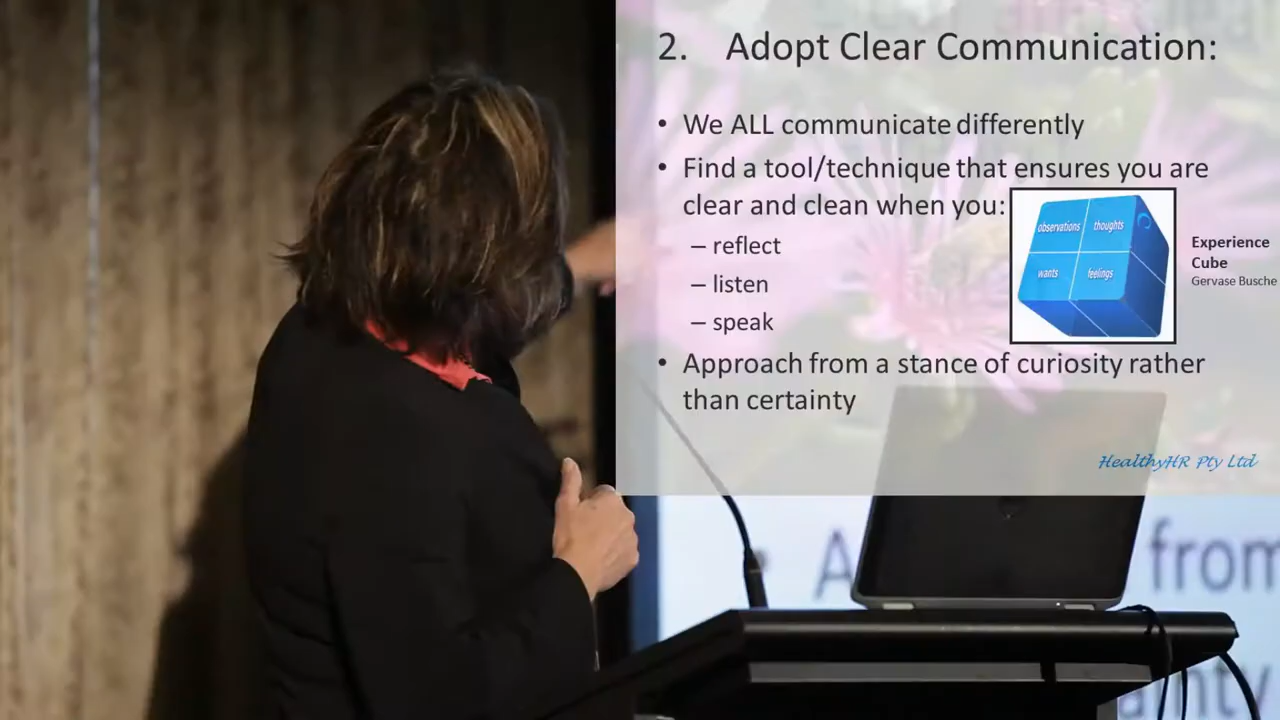 2. Adopt Clear Communication:
• We ALL communicate differently
• Find a tool/technique that ensures you are
clear and clean when you:
– reflect
– listen
– speak
observations thoughts
wants feelings
Experience
Cube
Gervase Busche
• Approach from a stance of curiosity rather
than certainty
HealthyHR Pty Ltd
from